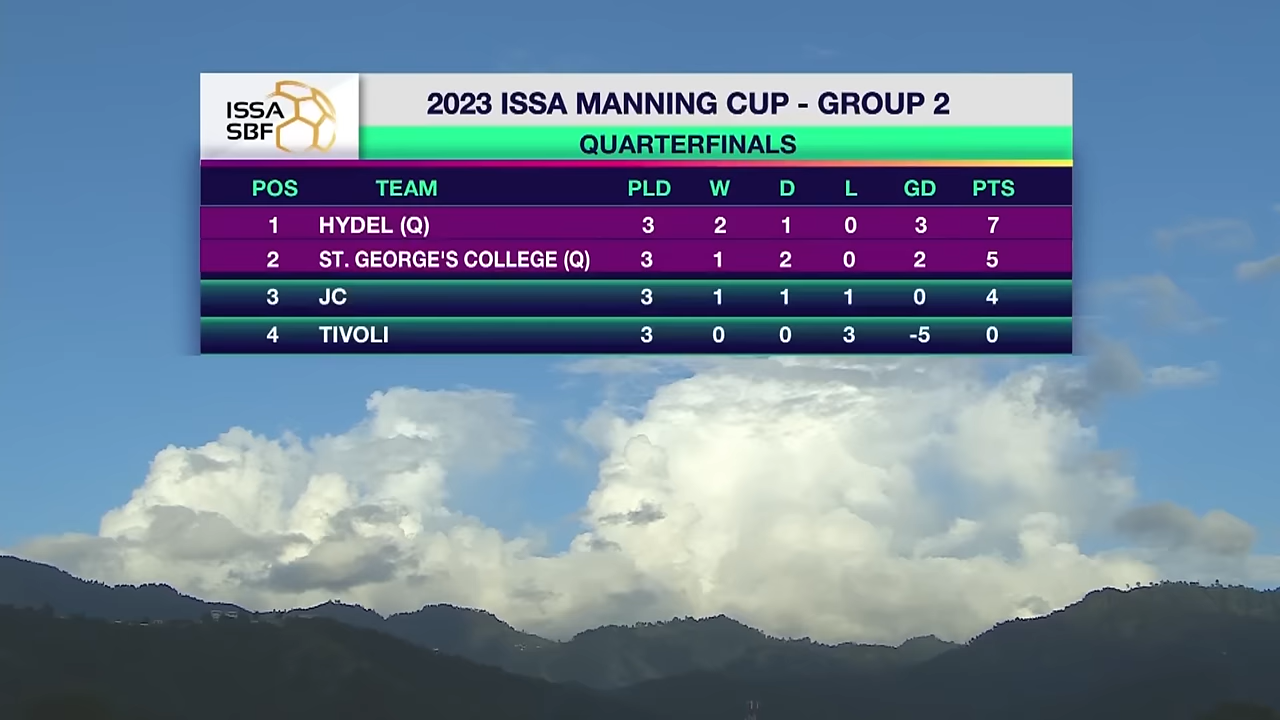 ISSA
SBF
2023 ISSA MANNING CUP - GROUP 2
QUARTERFINALS
POS TEAM PLD W D L GD PTS
1 HYDEL (Q) 3 2 1 0 3 7
2 ST. GEORGE'S COLLEGE (Q) 3 1 2 0 2 5
3 JC 3 1 1 1 0 4
4 TIVOLI 3 0 0 3 -5 0